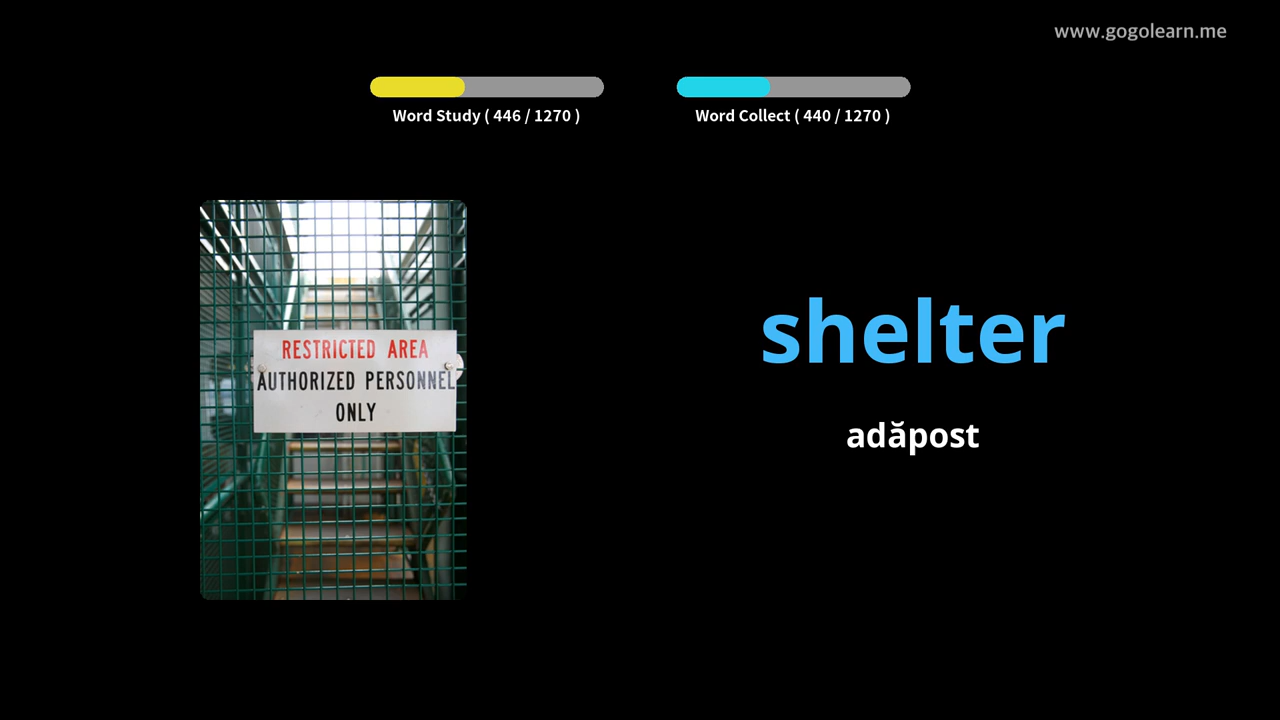 www.gogolearn.me
Word Study ( 446 / 1270 )
Word Collect ( 440 / 1270 )
RESTRICTED AREA
AUTHORIZED PERSONNEL
ONLY
shelter
adăpost